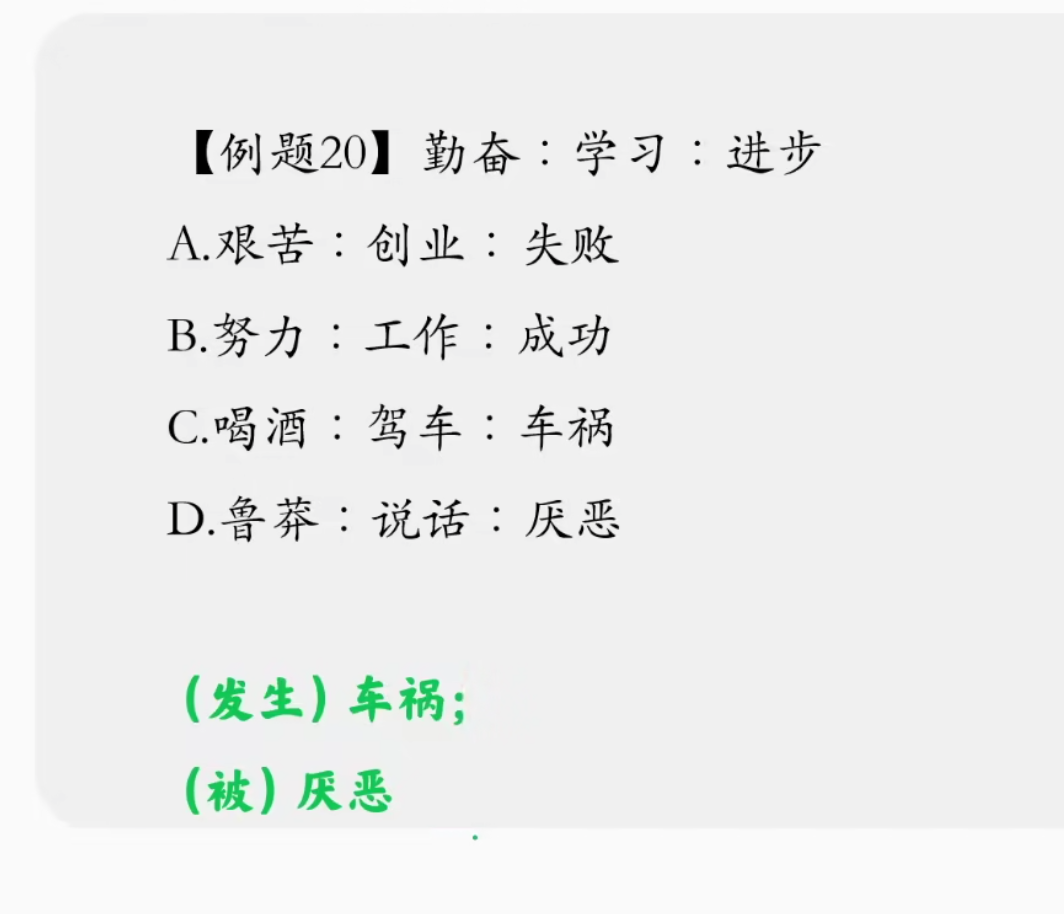 【例题20】勤奋：学习：进步
A.艰苦：创业：失败
B.努力：工作：成功
C.喝酒：驾车：车祸
D.鲁莽：说话：厌恶
(发生) 车祸;
(被) 厌恶